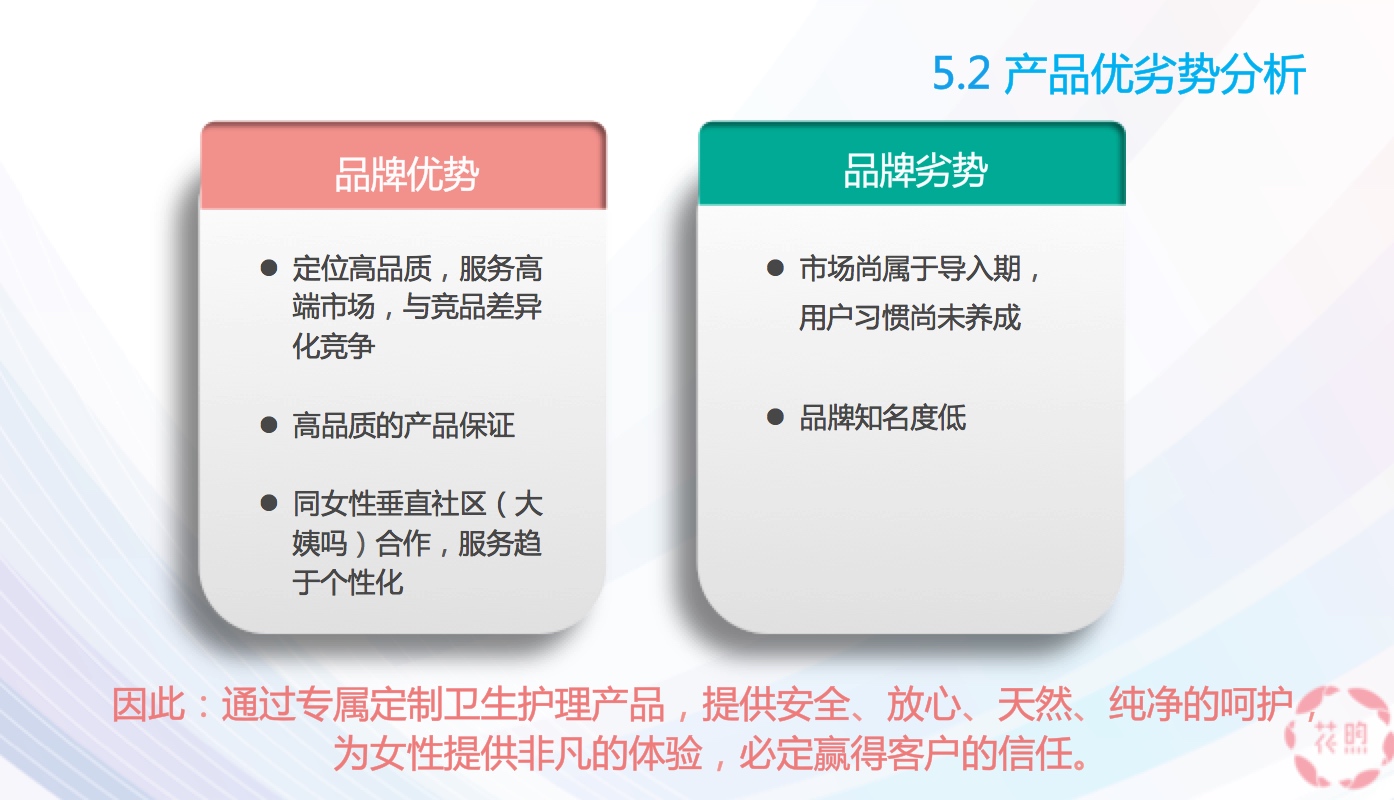 5.2 产品优劣势分析
品牌优势
● 定位高品质，服务高
端市场，与竞品差异
化竞争
● 高品质的产品保证
● 同女性垂直社区（大
姨吗）合作，服务趋
于个性化
品牌劣势
● 市场尚属于导入期，
用户习惯尚未养成
● 品牌知名度低
因此：通过专属定制卫生护理产品，提供安全、放心、天然、纯净的呵护，
为女性提供非凡的体验，必定赢得客户的信任。
花煦